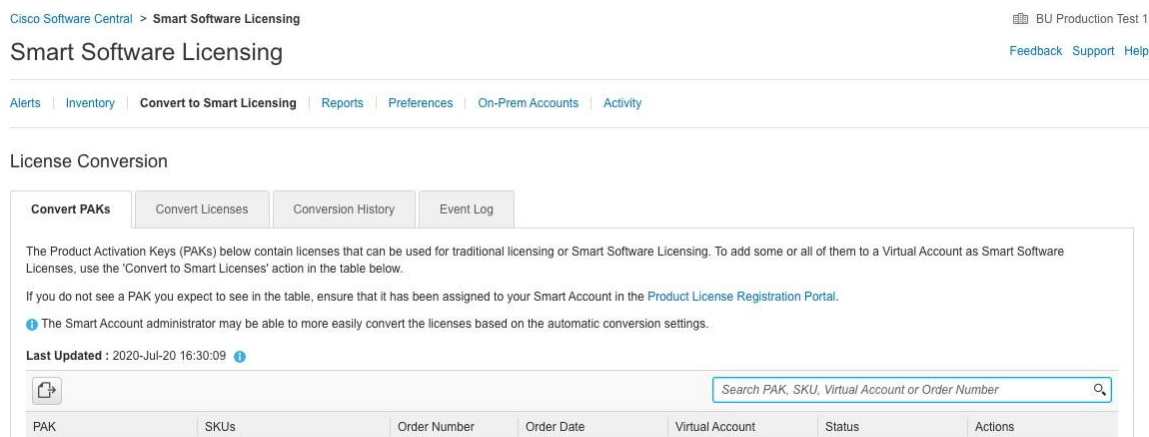 Cisco Software Central > Smart Software Licensing
BU Production Test 1
Smart Software Licensing
Feedback Support Help
Alerts | Inventory | Convert to Smart Licensing | Reports | Preferences | On-Prem Accounts | Activity
License Conversion
Convert PAKs Convert Licenses Conversion History Event Log
The Product Activation Keys (PAKs) below contain licenses that can be used for traditional licensing or Smart Software Licensing. To add some or all of them to a Virtual Account as Smart Software
Licenses, use the 'Convert to Smart Licenses' action in the table below.
If you do not see a PAK you expect to see in the table, ensure that it has been assigned to your Smart Account in the Product License Registration Portal.
The Smart Account administrator may be able to more easily convert the licenses based on the automatic conversion settings.
Last Updated : 2020-Jul-20 16:30:09
Search PAK, SKU, Virtual Account or Order Number
PAK SKUs Order Number Order Date Virtual Account Status Actions